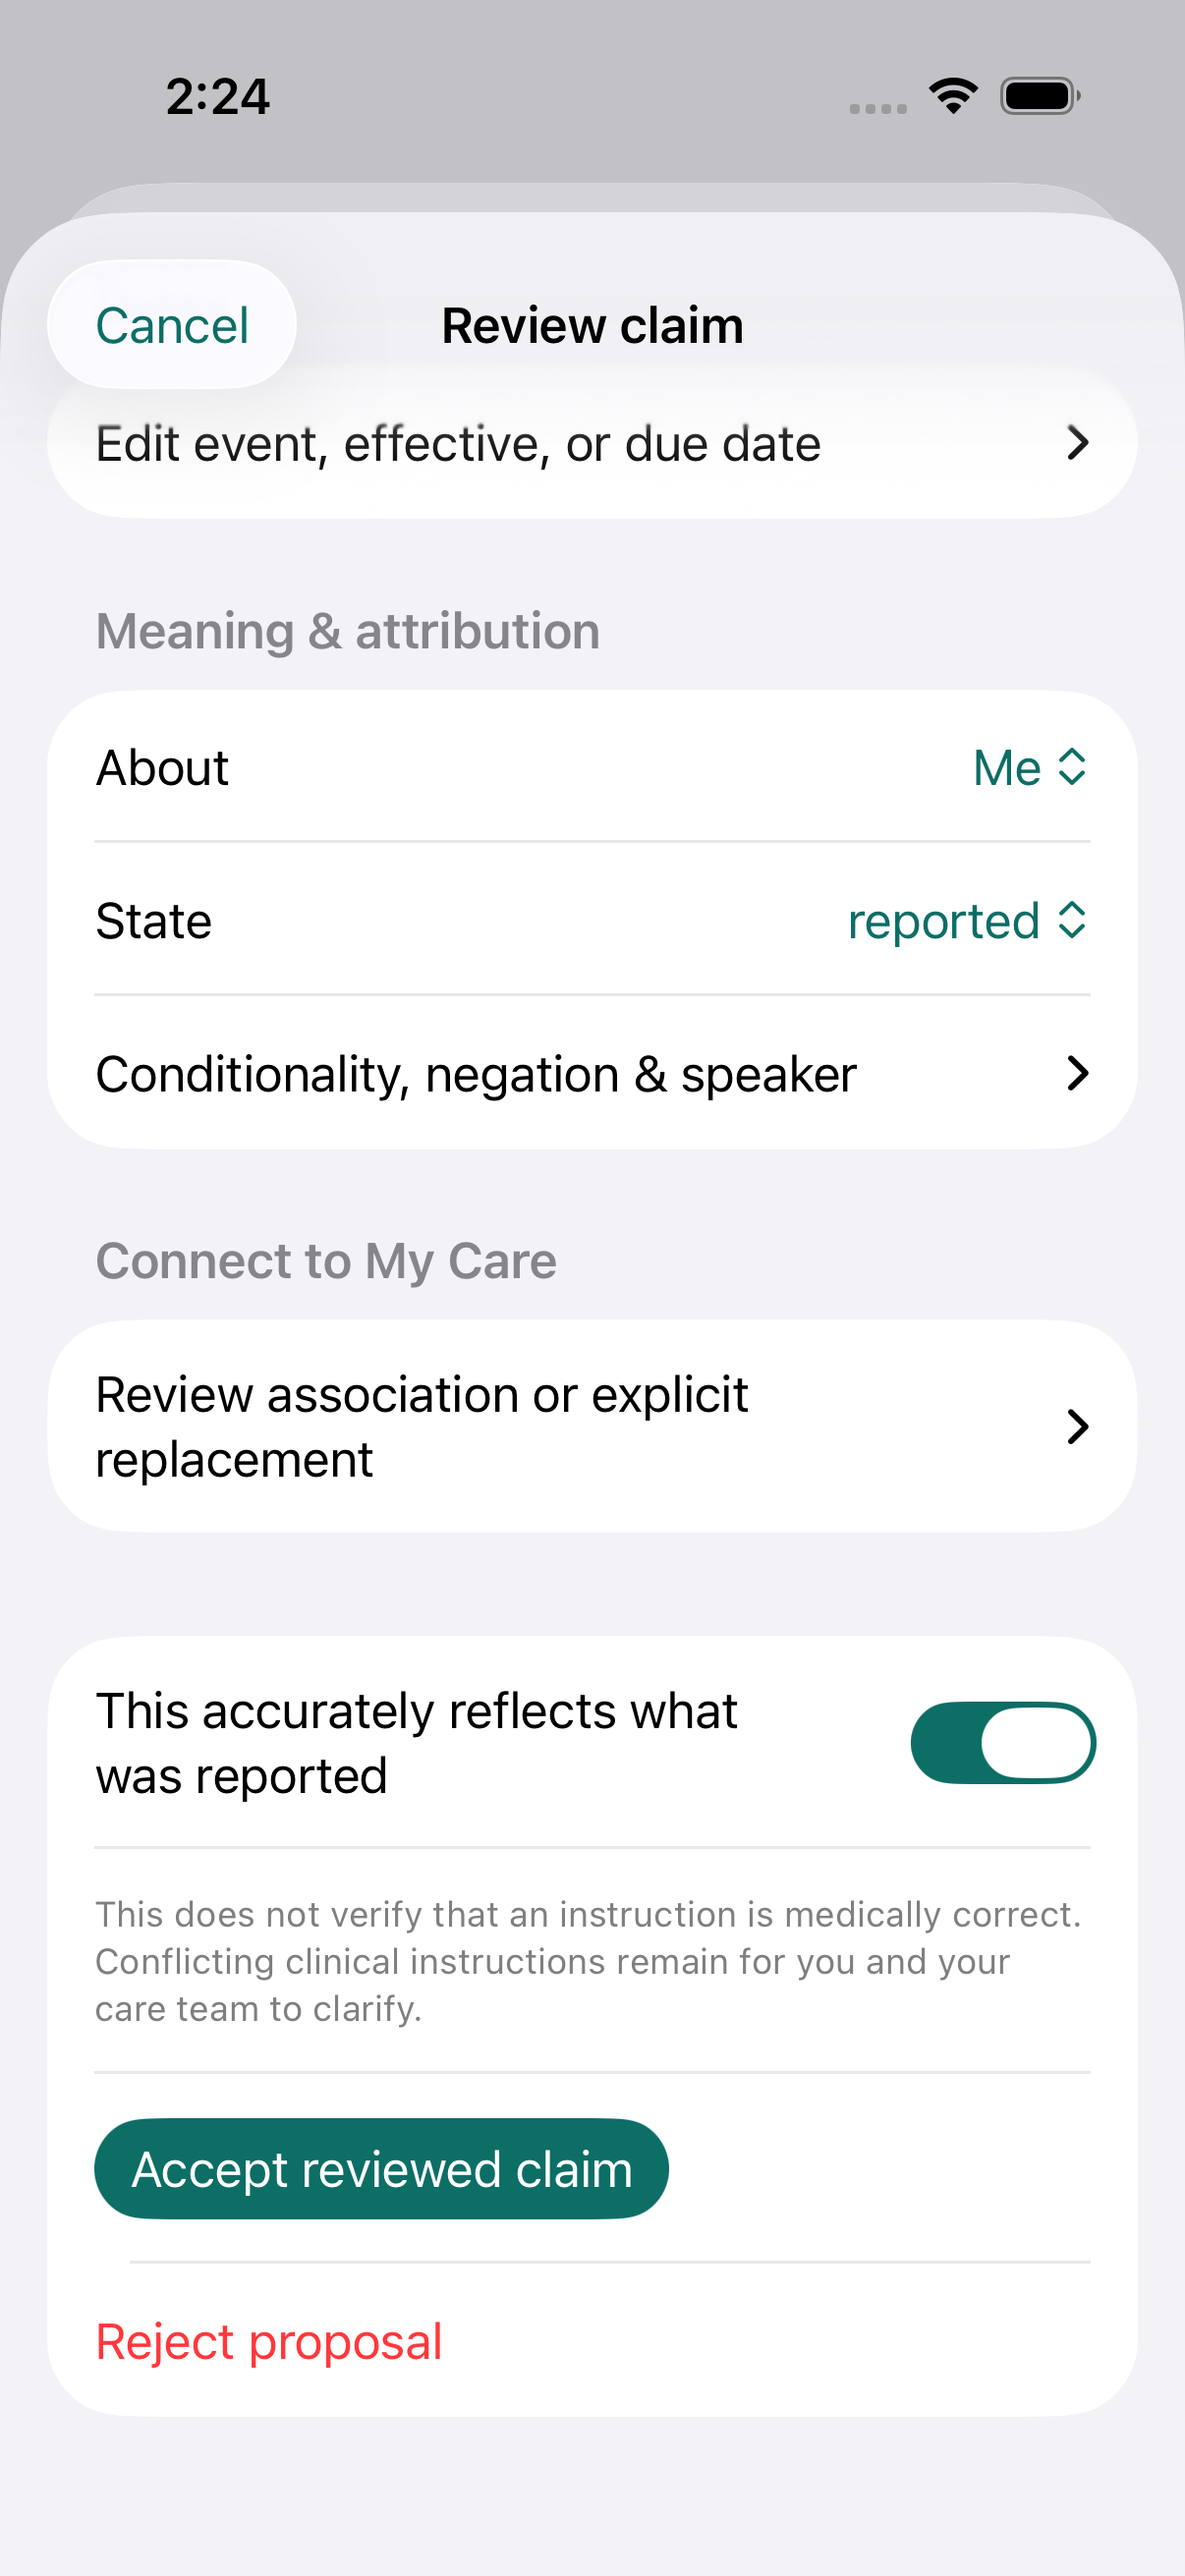 2:24
Cancel
Review claim
Edit event, effective, or due date
Meaning & attribution
About
Me
State
reported
Conditionality, negation & speaker
Connect to My Care
Review association or explicit
replacement
This accurately reflects what
was reported
This does not verify that an instruction is medically correct.
Conflicting clinical instructions remain for you and your
care team to clarify.
Accept reviewed claim
Reject proposal